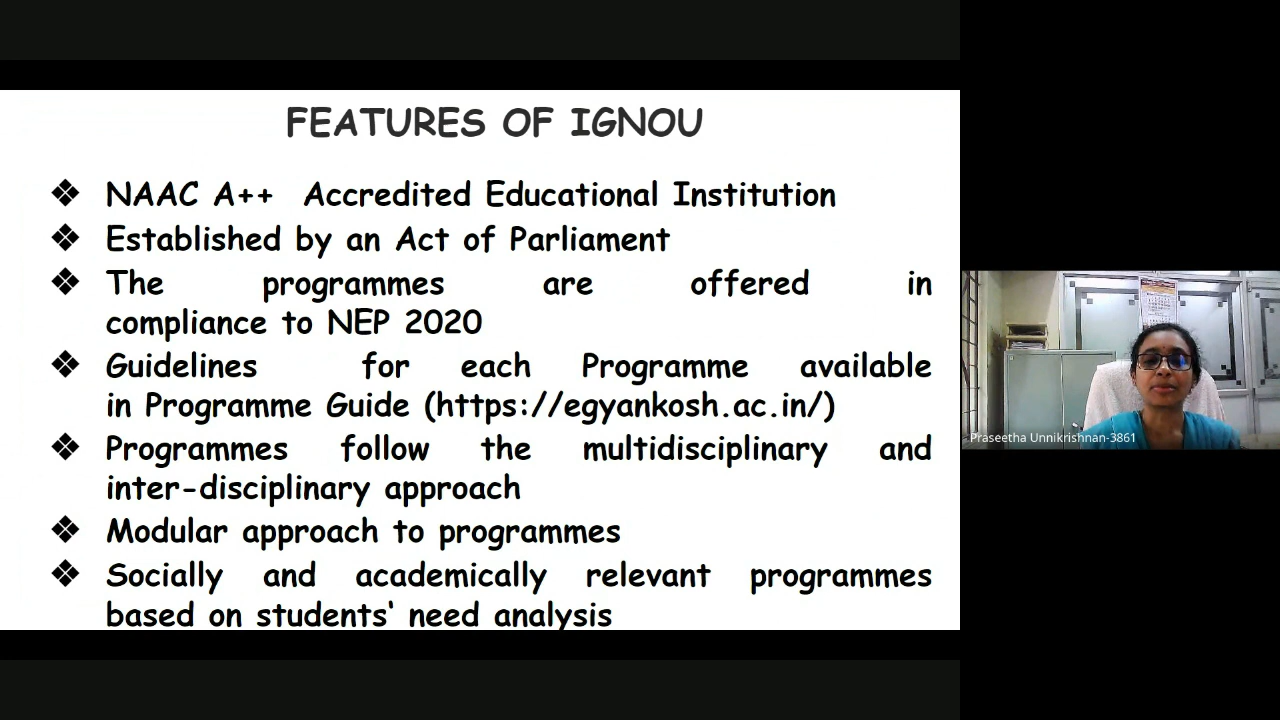 FEATURES OF IGNOU
❖ NAAC A++ Accredited Educational Institution
❖ Established by an Act of Parliament
❖ The programmes are offered in
compliance to NEP 2020
❖ Guidelines for each Programme available
in Programme Guide (https://egyankosh.ac.in/)
❖ Programmes follow the multidisciplinary and
inter-disciplinary approach
❖ Modular approach to programmes
❖ Socially and academically relevant programmes
based on students' need analysis
Praseetha Unnikrishnan-3861